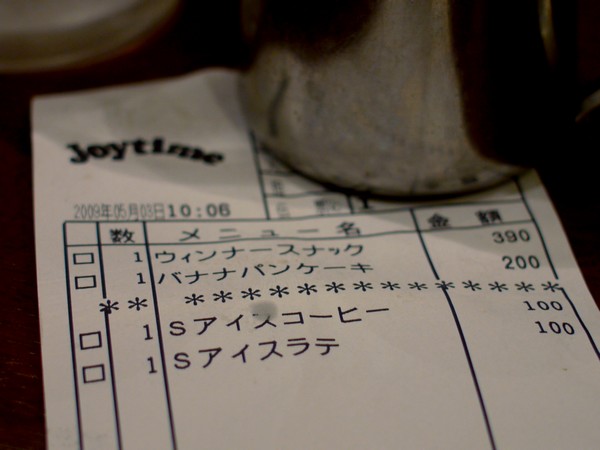 Joytime
2009年05月03日10:06
数 メニュー名 金額
1 ウィンナースナック 390
1 バナナパンケーキ 200
** **************
1 Sアイスコーヒー 100
1 Sアイスラテ 100